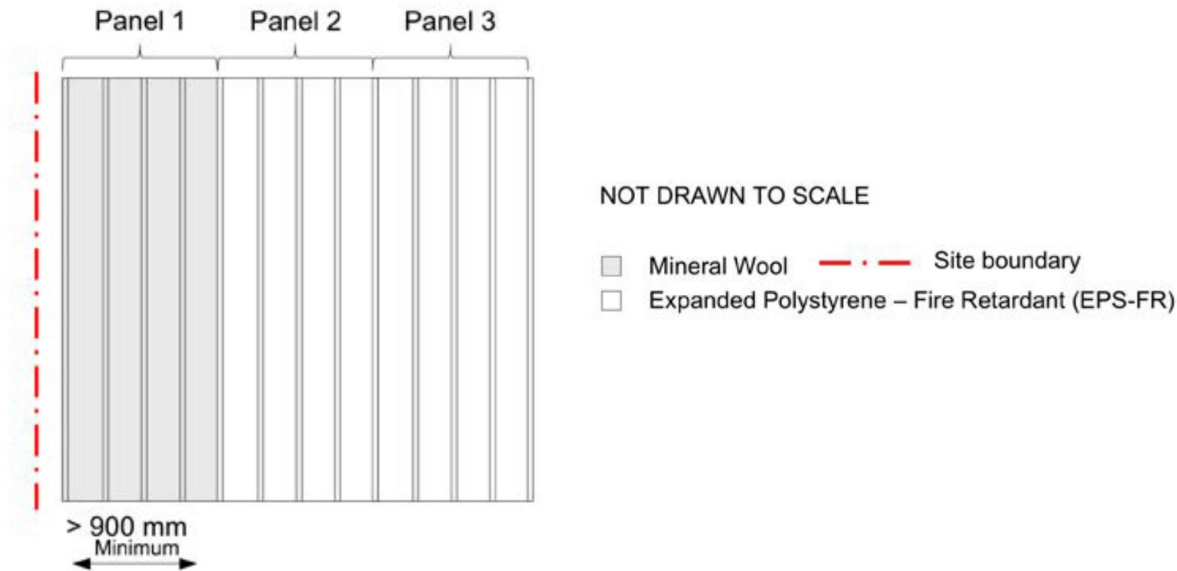 Panel 1 Panel 2 Panel 3
NOT DRAWN TO SCALE
Mineral Wool Site boundary
Expanded Polystyrene – Fire Retardant (EPS-FR)
> 900 mm
Minimum